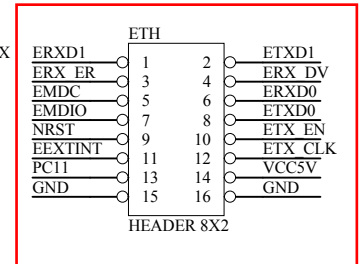 ETH
X
ERXD1 1 2 ETXD1
ERX_ER 3 4 ERX_DV
EMDC 5 6 ERXD0
EMDIO 7 8 ETXD0
NRST 9 10 ETX_EN
EEXTINT 11 12 ETX_CLK
PC11 13 14 VCC5V
GND 15 16 GND
HEADER 8X2